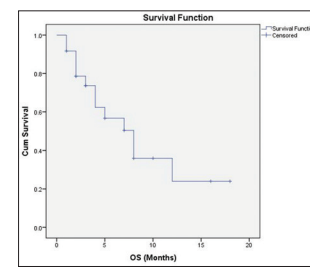 Survival Function
Survival Functi
Censored
1.0
0.8
0.6
0.4
0.2
0.0
Cum Survival
0 5 10 15 20
OS (Months)